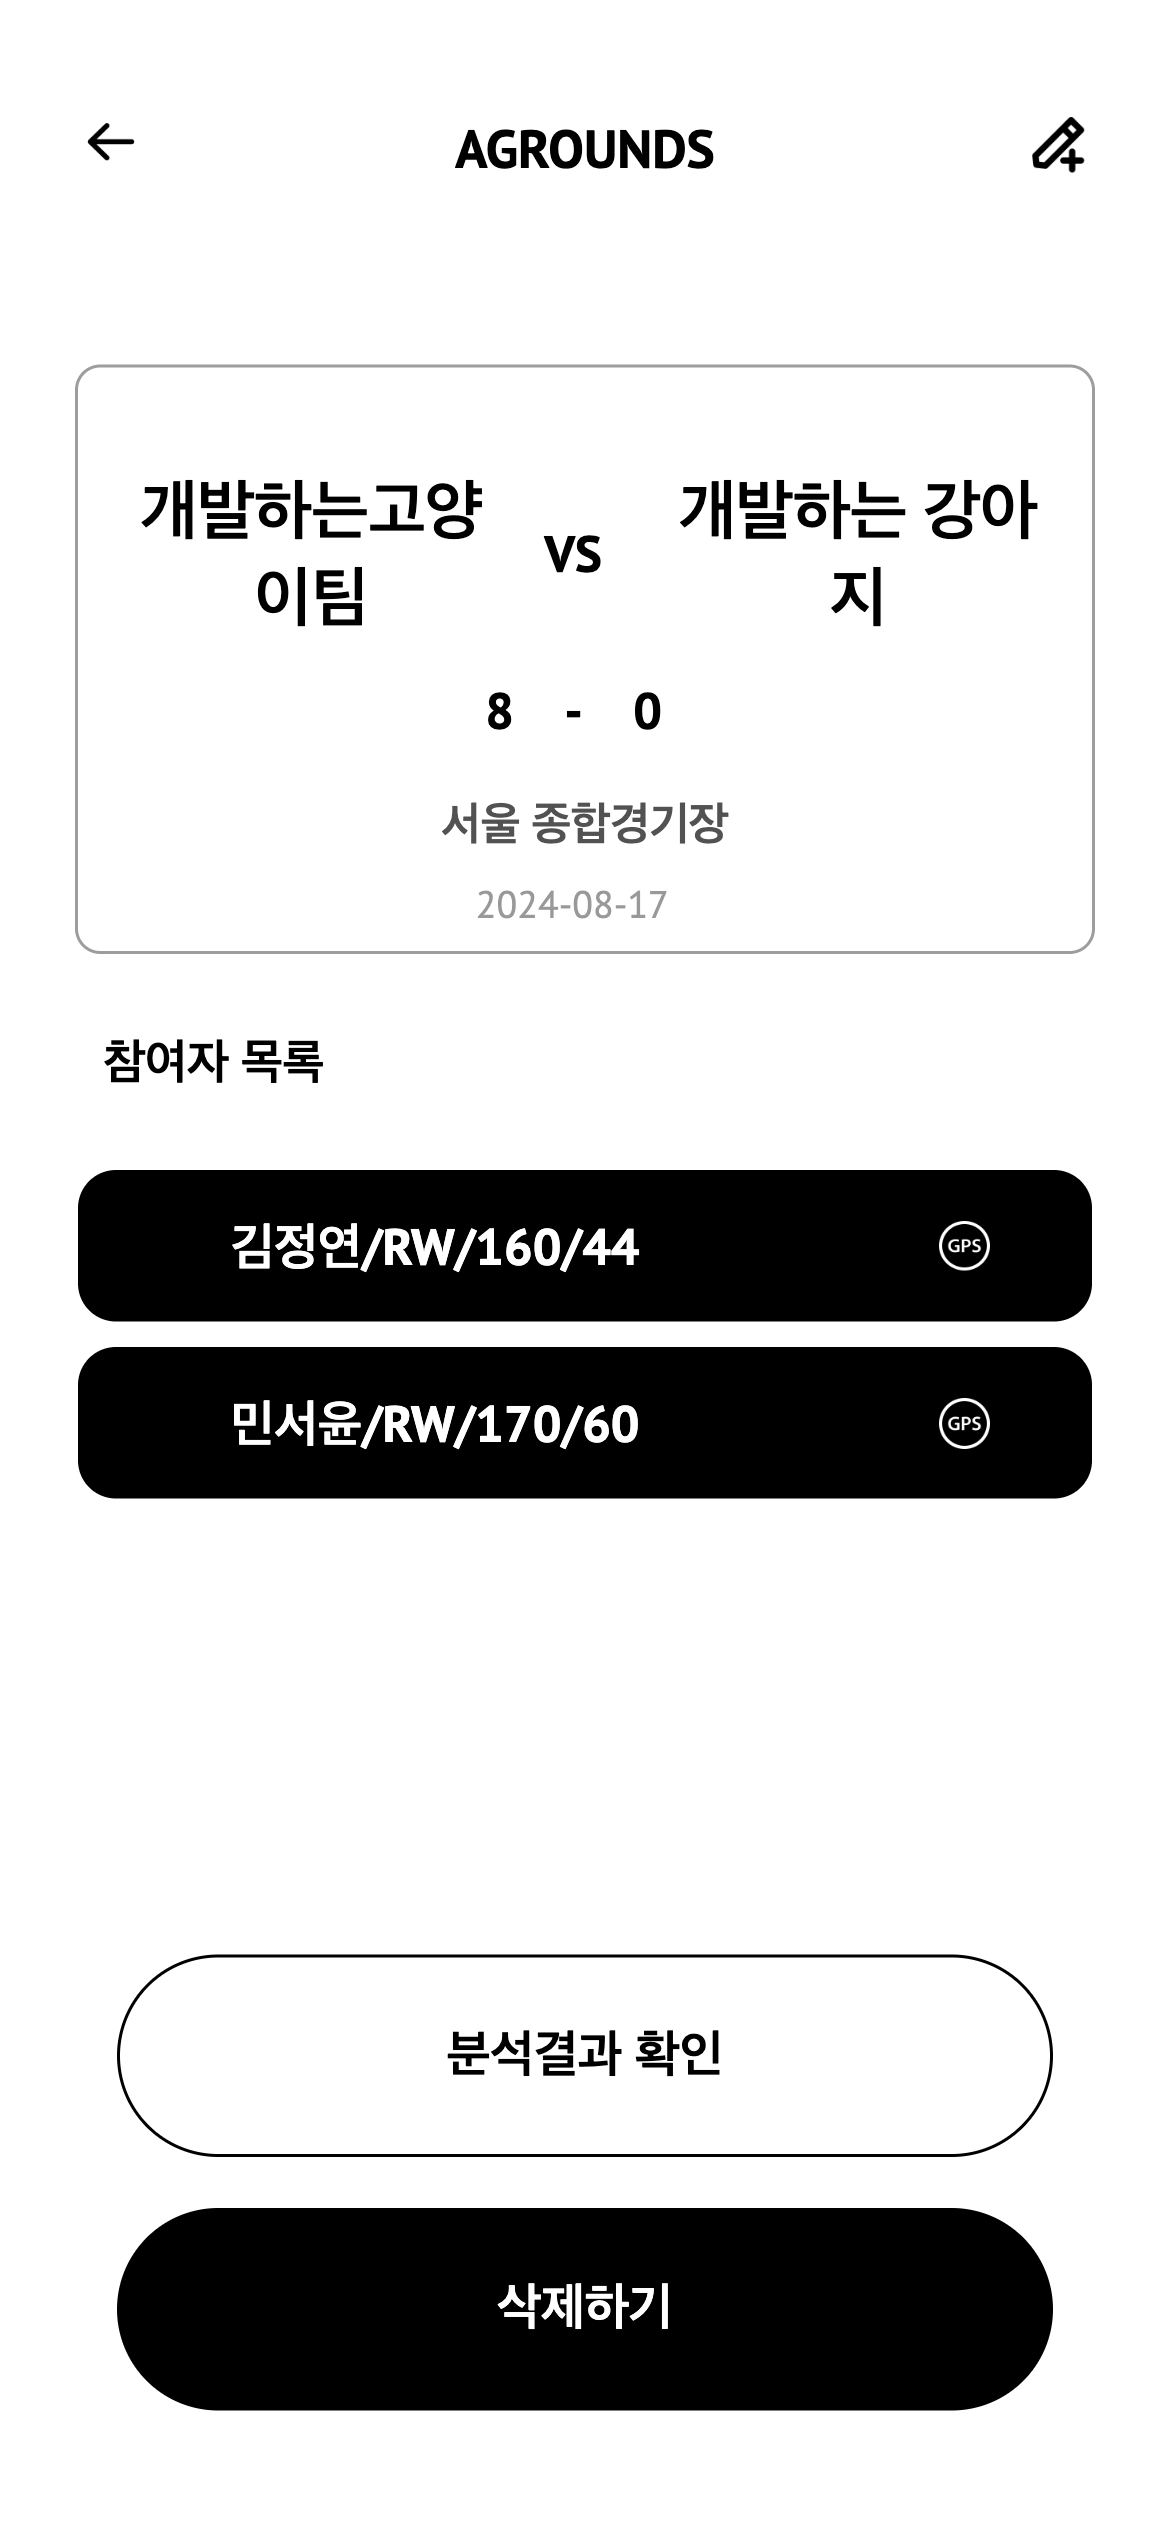 AGROUNDS
개발하는고양
이팀
VS
개발하는 강아
지
8 - 0
서울 종합경기장
2024-08-17
참여자 목록
김정연/RW/160/44
GPS
민서윤/RW/170/60
GPS
분석결과 확인
삭제하기